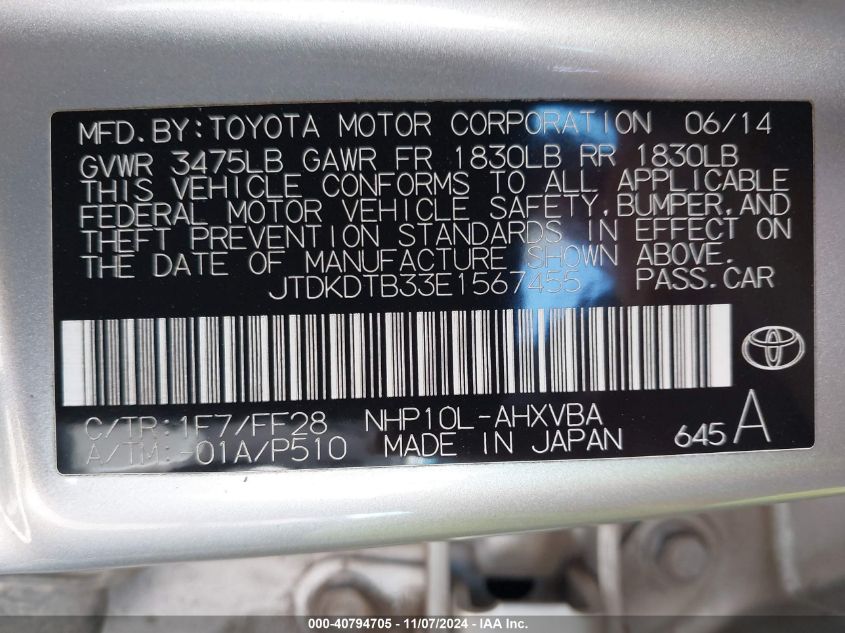 MFD.BY:TOYOTA MOTOR CORPORATION 06/14
GVWR 3475LB GAWR FR 1830LB RR 1830LB
THIS VEHICLE CONFORMS TO ALL APPLICABLE
FEDERAL MOTOR VEHICLE SAFETY,BUMPER,AND
THEFT PREVENTION STANDARDS IN EFFECT ON
THE DATE OF MANUFACTURE SHOWN ABOVE.
JTDKDTB33E1567455 PASS.CAR
C/TR:1F7/FF28 NHP10L-AHXVBA
A/TM:-01A/P510 MADE IN JAPAN 645 A
000-40794705 - 11/07/2024 - IAA Inc.